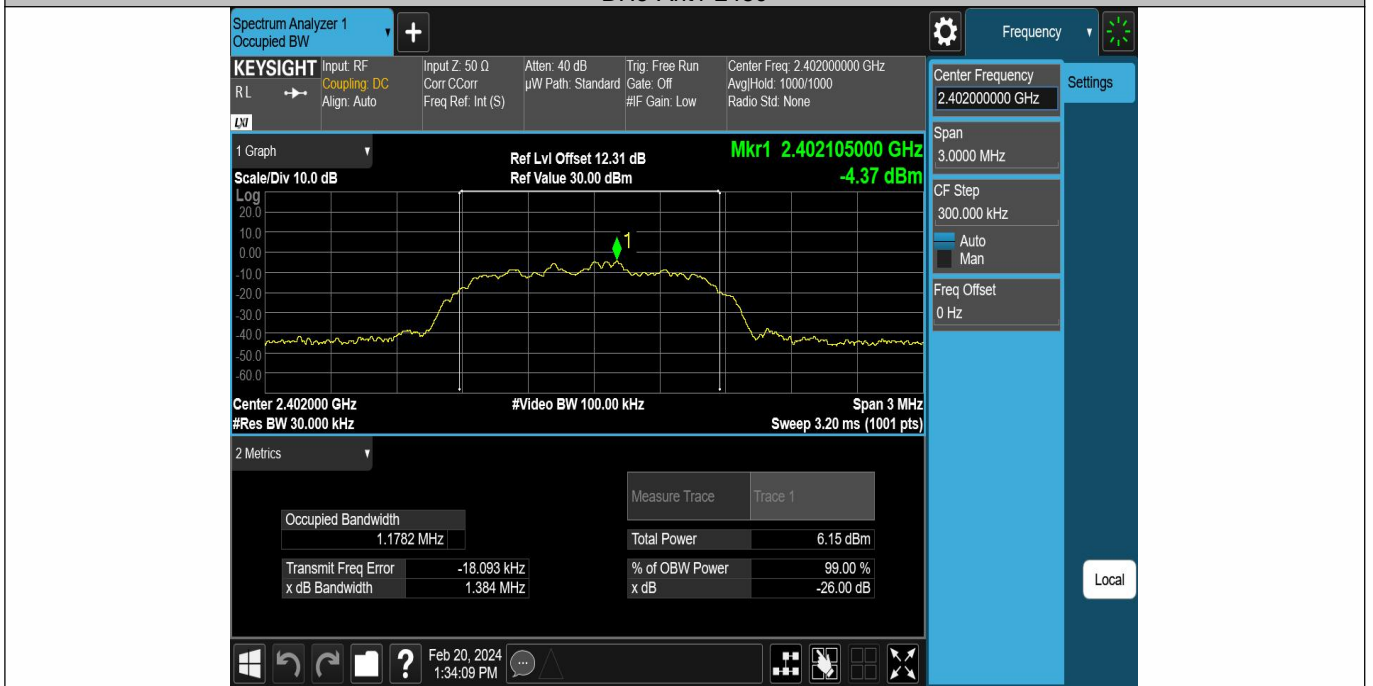 Spectrum Analyzer 1
Occupied BW
+
Frequency
KEYSIGHT
R L
LXI
Input: RF
Coupling: DC
Align: Auto
Input Z: 50 Ω
Corr CCorr
Freq Ref: Int (S)
Atten: 40 dB
µW Path: Standard
Trig: Free Run
Gate: Off
#IF Gain: Low
Center Freq: 2.402000000 GHz
Avg|Hold: 1000/1000
Radio Std: None
Center Frequency
2.402000000 GHz
Settings
Span
3.0000 MHz
CF Step
300.000 kHz
Auto
Man
Freq Offset
0 Hz
Local
1 Graph
Scale/Div 10.0 dB
Ref Lvl Offset 12.31 dB
Ref Value 30.00 dBm
Mkr1 2.402105000 GHz
-4.37 dBm
Log
20.0
10.0
0.00
-10.0
-20.0
-30.0
-40.0
-50.0
-60.0
1
Center 2.402000 GHz
#Video BW 100.00 kHz
Span 3 MHz
#Res BW 30.000 kHz
Sweep 3.20 ms (1001 pts)
2 Metrics
Measure Trace Trace 1
Occupied Bandwidth
1.1782 MHz
Total Power 6.15 dBm
Transmit Freq Error -18.093 kHz
% of OBW Power 99.00 %
x dB Bandwidth 1.384 MHz
x dB -26.00 dB
?
Feb 20, 2024
1:34:09 PM